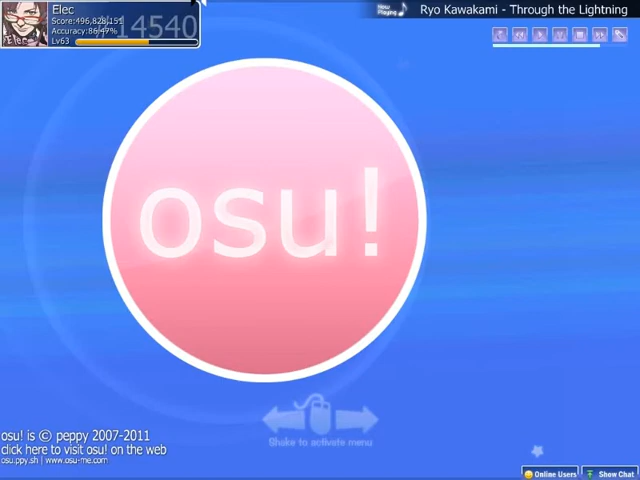 Elec
Score:496,828,151
Accuracy:86.47%
Lv63
#14540
Now
Playing
Ryo Kawakami - Through the Lightning
osu!
Shake to activate menu
osu! is © peppy 2007-2011
click here to visit osu! on the web
osu.ppy.sh | www.osu-me.com
Online Users
Show Chat